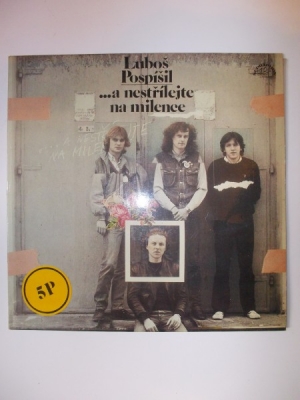 Luboš
Pospíšil
...a nestřílejte
na milence
5P